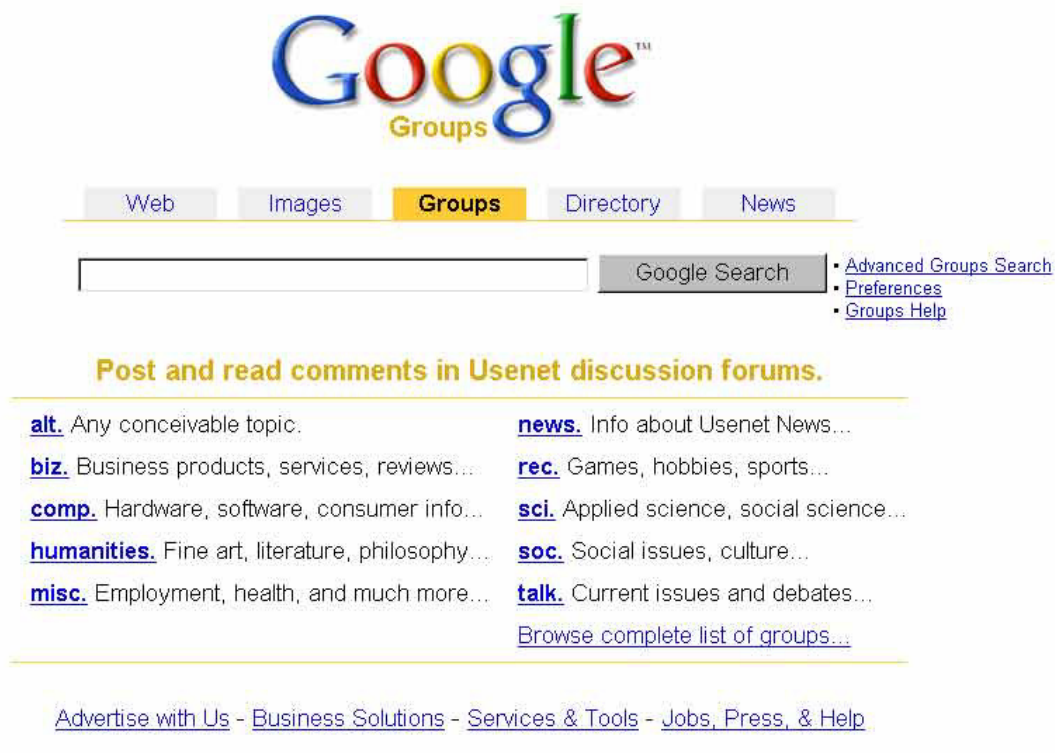 Google™
Groups
Web Images Groups Directory News
Google Search
▪ Advanced Groups Search
▪ Preferences
▪ Groups Help
Post and read comments in Usenet discussion forums.
alt. Any conceivable topic.
biz. Business products, services, reviews...
comp. Hardware, software, consumer info...
humanities. Fine art, literature, philosophy...
misc. Employment, health, and much more...
news. Info about Usenet News...
rec. Games, hobbies, sports...
sci. Applied science, social science...
soc. Social issues, culture...
talk. Current issues and debates...
Browse complete list of groups...
Advertise with Us - Business Solutions - Services & Tools - Jobs, Press, & Help